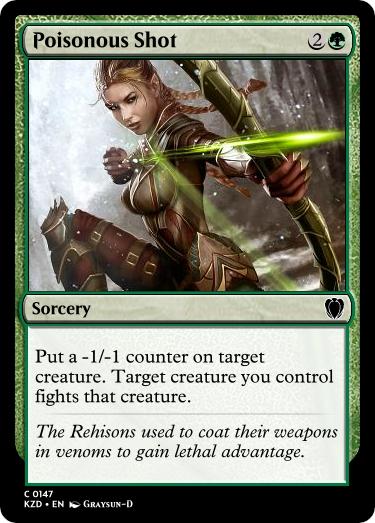 Poisonous Shot 2
Sorcery
Put a -1/-1 counter on target
creature. Target creature you control
fights that creature.
The Rehisons used to coat their weapons
in venoms to gain lethal advantage.
C 0147
KZD • EN Graysun-D